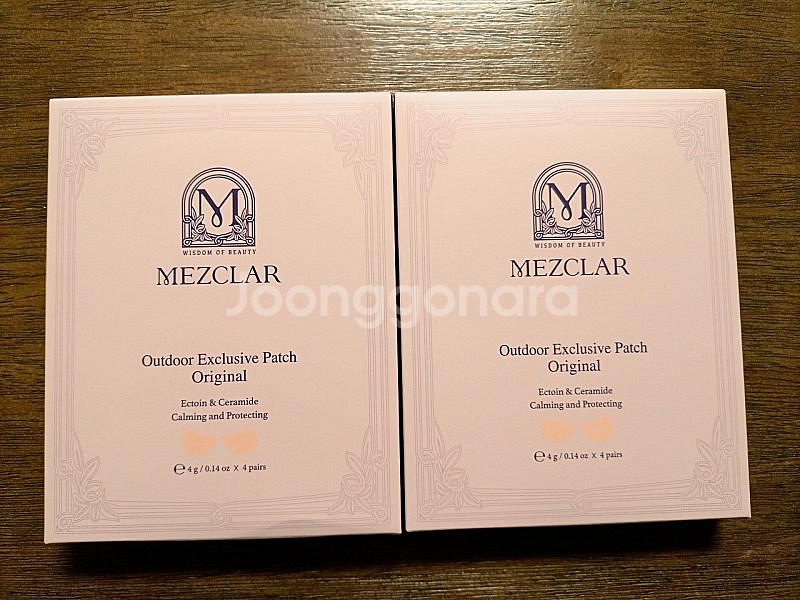 M
WISDOM OF BEAUTY
MEZCLAR
Outdoor Exclusive Patch
Original
Ectoin & Ceramide
Calming and Protecting
℮ 4 g / 0.14 oz X 4 pairs
M
WISDOM OF BEAUTY
MEZCLAR
Outdoor Exclusive Patch
Original
Ectoin & Ceramide
Calming and Protecting
℮ 4 g / 0.14 oz X 4 pairs
Joonggonara